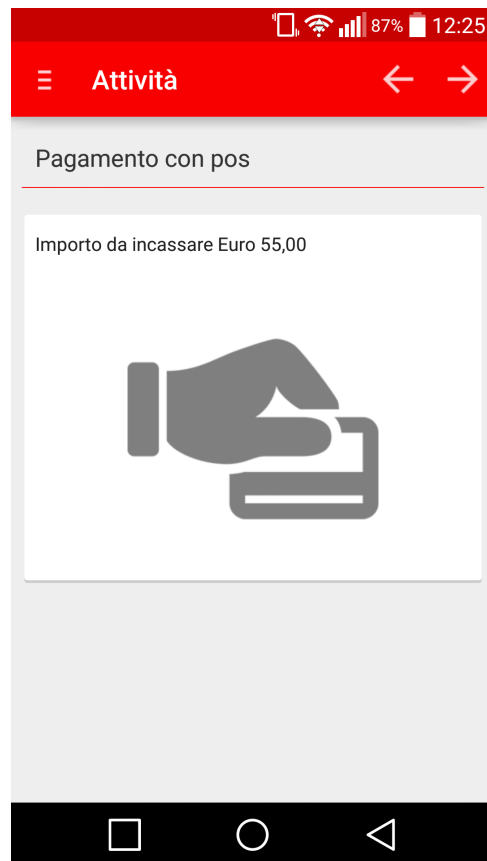 87% 12:25
Attività
Pagamento con pos
Importo da incassare Euro 55,00